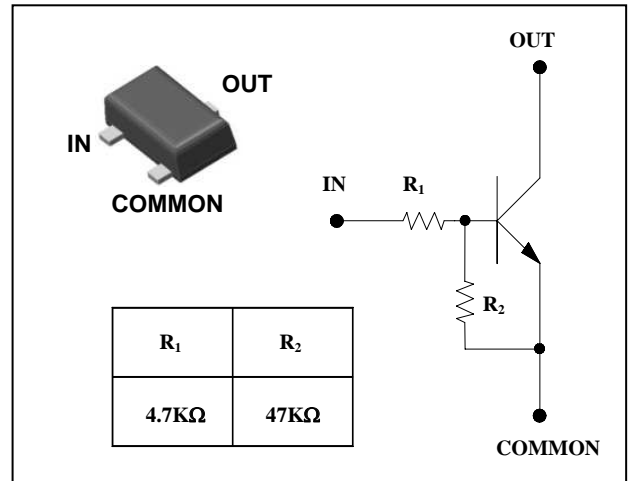 OUT
IN
COMMON
OUT
IN
R₁
R₂
COMMON
R₁ R₂
4.7KΩ 47KΩ